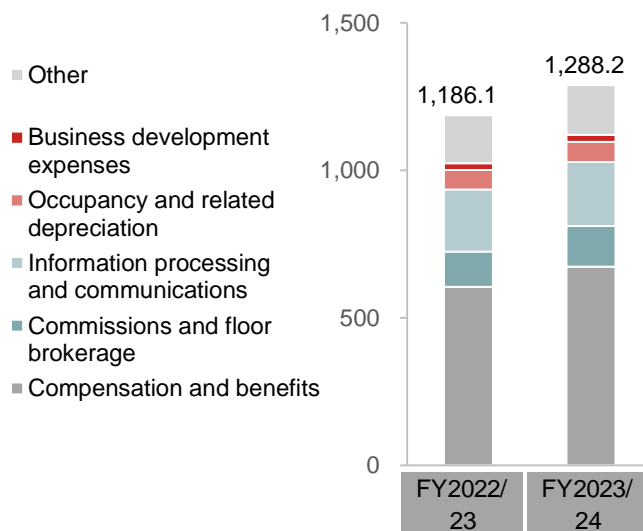 Other
Business development
expenses
Occupancy and related
depreciation
Information processing
and communications
Commissions and floor
brokerage
Compensation and benefits
1,500
1,000
500
0
1,186.1
1,288.2
FY2022/
23
FY2023/
24